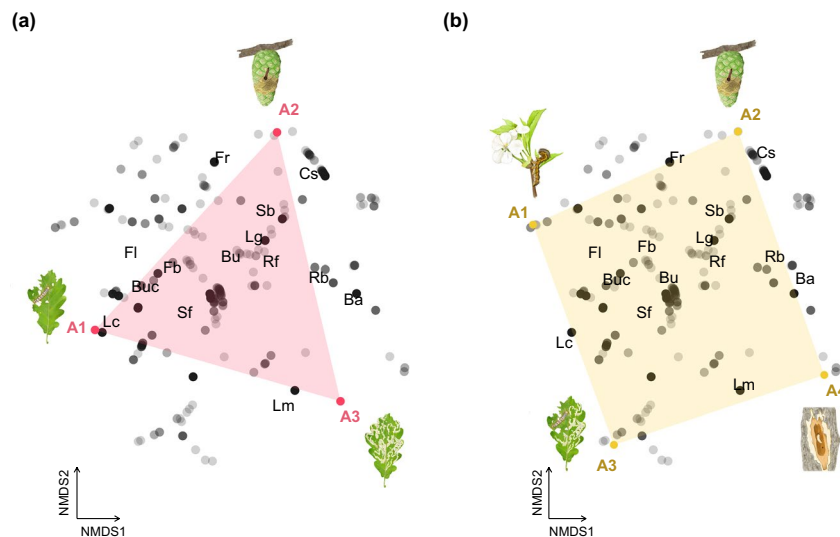 (a)
A2
Fr
Cs
Sb
Lg
Fl
Fb
Bu
Rf
Rb
Buc
Ba
Sf
Lc
A1
Lm
A3
NMDS2
NMDS1
(b)
A2
Fr
Cs
A1
Sb
Lg
Fl
Fb
Rf
Rb
Buc
Bu
Ba
Sf
Lc
Lm
A4
A3
NMDS2
NMDS1